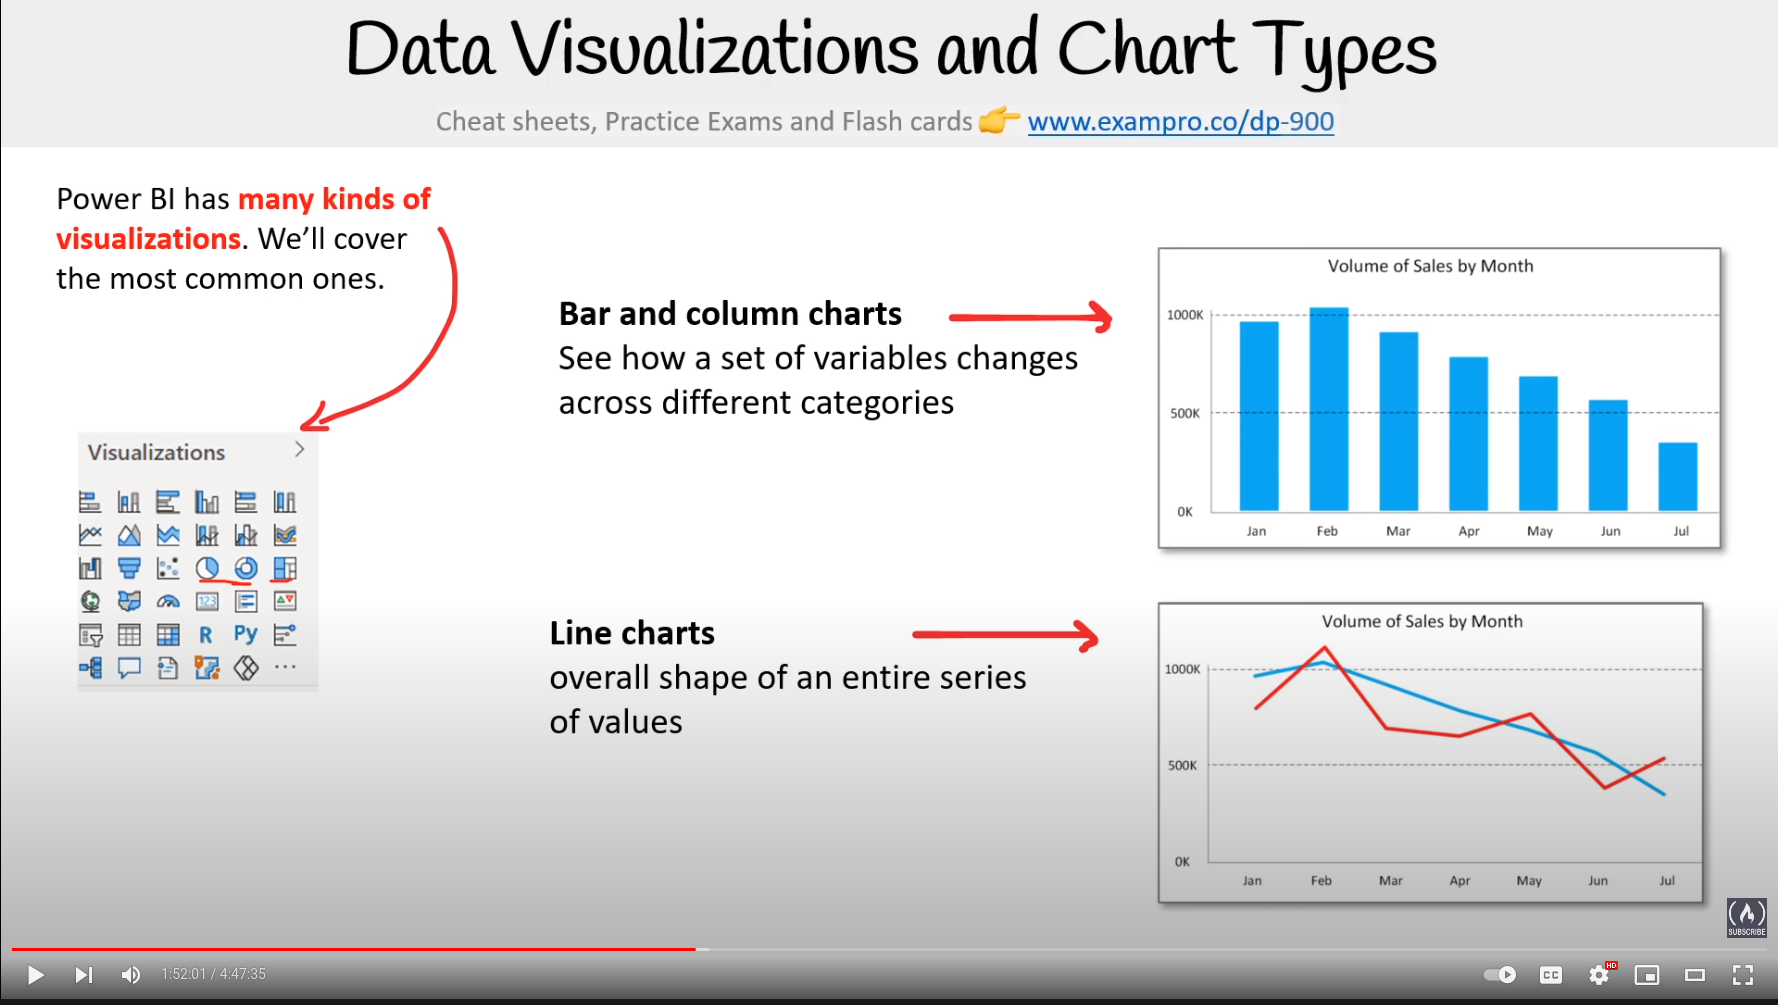 Data Visualizations and Chart Types
Cheat sheets, Practice Exams and Flash cards 👉 www.exampro.co/dp-900
Power BI has many kinds of
visualizations. We’ll cover
the most common ones.
Visualizations
123
R
Py
Bar and column charts
See how a set of variables changes
across different categories
Volume of Sales by Month
1000K
500K
0K
Jan Feb Mar Apr May Jun Jul
Line charts
overall shape of an entire series
of values
Volume of Sales by Month
1000K
500K
0K
Jan Feb Mar Apr May Jun Jul
SUBSCRIBE
1:52:01 / 4:47:35
CC
HD